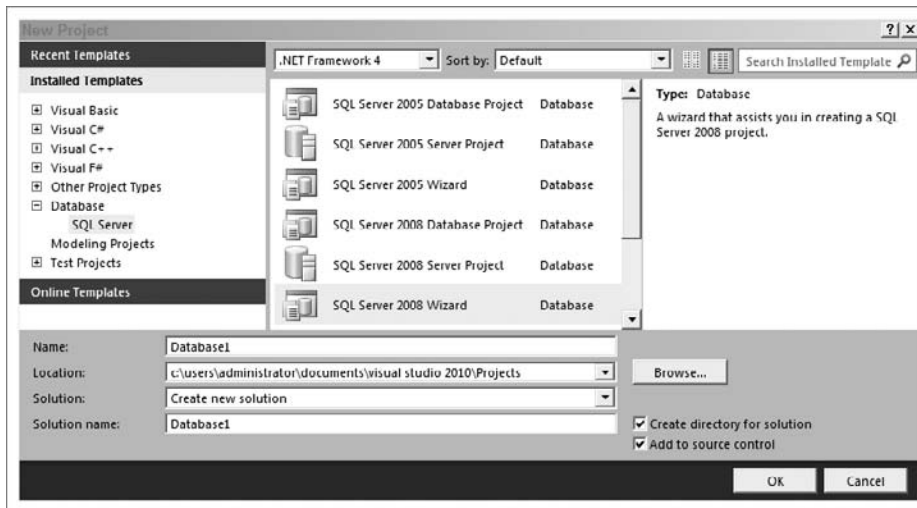 New Project
Recent Templates
.NET Framework 4
Sort by: Default
Search Installed Template
Installed Templates
Visual Basic
Visual C#
Visual C++
Visual F#
Other Project Types
Database
SQL Server
Modeling Projects
Test Projects
Online Templates
SQL Server 2005 Database Project Database
SQL Server 2005 Server Project Database
SQL Server 2005 Wizard Database
SQL Server 2008 Database Project Database
SQL Server 2008 Server Project Database
SQL Server 2008 Wizard Database
Type: Database
A wizard that assists you in creating a SQL
Server 2008 project.
Name: Database1
Location: c:\users\administrator\documents\visual studio 2010\Projects
Browse...
Solution: Create new solution
Solution name: Database1
Create directory for solution
Add to source control
OK
Cancel